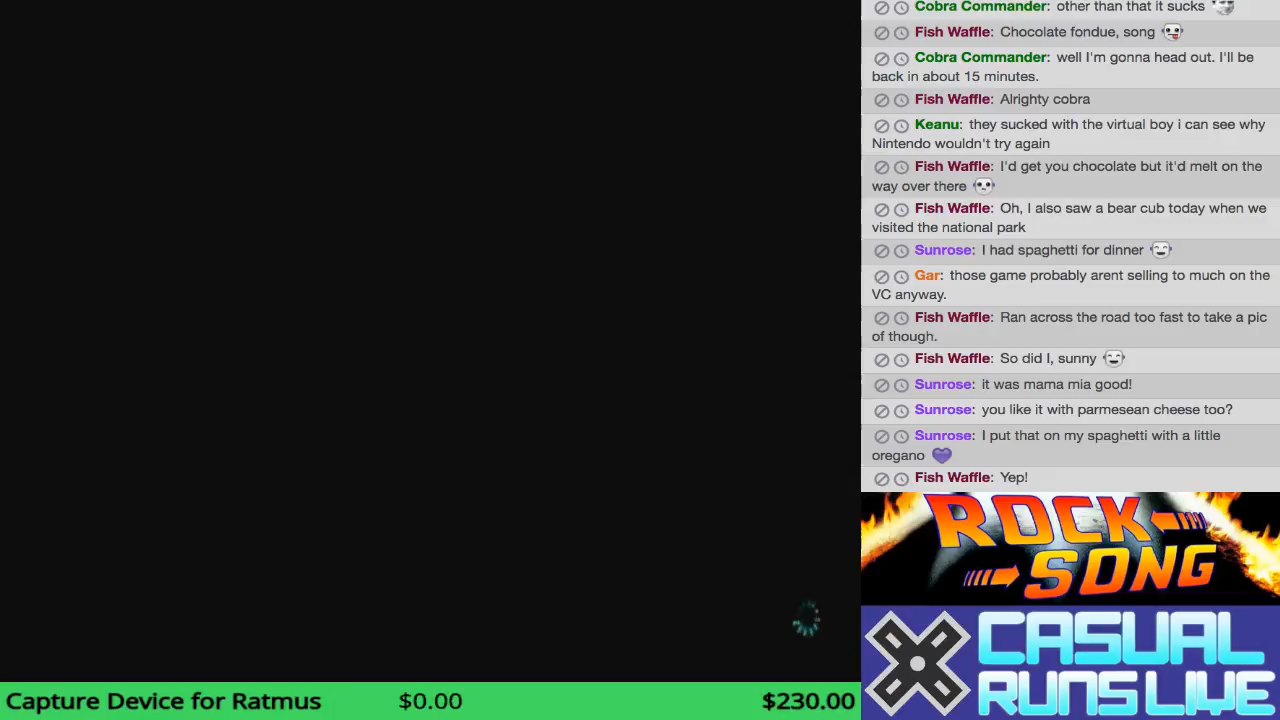 Cobra Commander: other than that it sucks
Fish Waffle: Chocolate fondue, song
Cobra Commander: well I'm gonna head out. I'll be
back in about 15 minutes.
Fish Waffle: Alrighty cobra
Keanu: they sucked with the virtual boy i can see why
Nintendo wouldn't try again
Fish Waffle: I'd get you chocolate but it'd melt on the
way over there
Fish Waffle: Oh, I also saw a bear cub today when we
visited the national park
Sunrose: I had spaghetti for dinner
Gar: those game probably arent selling to much on the
VC anyway.
Fish Waffle: Ran across the road too fast to take a pic
of though.
Fish Waffle: So did I, sunny
Sunrose: it was mama mia good!
Sunrose: you like it with parmesean cheese too?
Sunrose: I put that on my spaghetti with a little
oregano
Fish Waffle: Yep!
ROCK
SONG
CASUAL
RUNS LIVE
Capture Device for Ratmus $0.00 $230.00